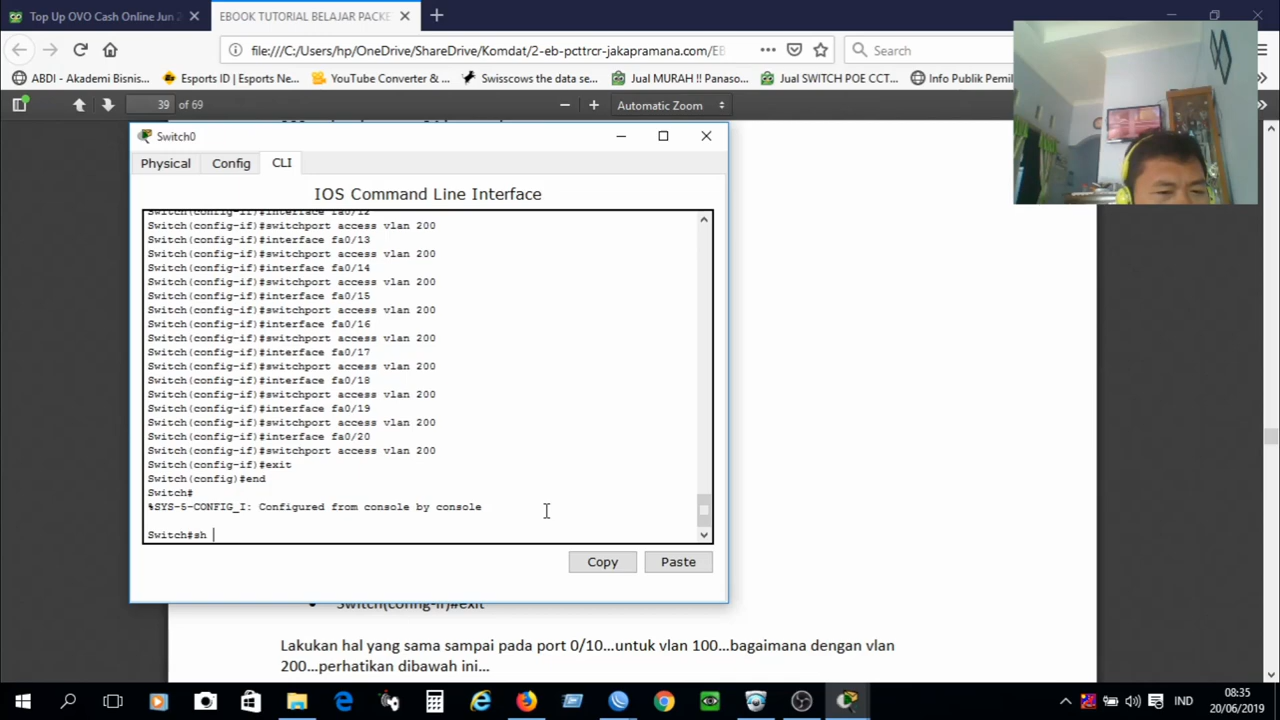 Top Up OVO Cash Online Jun 2
EBOOK TUTORIAL BELAJAR PACKE
file:///C:/Users/hp/OneDrive/ShareDrive/Komdat/2-eb-pcttrcr-jakapramana.com/EB
Search
ABDI - Akademi Bisnis...
Esports ID | Esports Ne...
YouTube Converter & ...
Swisscows the data se...
Jual MURAH !! Panaso...
Jual SWITCH POE CCT...
Info Publik Pemil
39 of 69
Automatic Zoom
Switch0
Physical
Config
CLI
IOS Command Line Interface
Switch(config-if)#interface fa0/12
Switch(config-if)#switchport access vlan 200
Switch(config-if)#interface fa0/13
Switch(config-if)#switchport access vlan 200
Switch(config-if)#interface fa0/14
Switch(config-if)#switchport access vlan 200
Switch(config-if)#interface fa0/15
Switch(config-if)#switchport access vlan 200
Switch(config-if)#interface fa0/16
Switch(config-if)#switchport access vlan 200
Switch(config-if)#interface fa0/17
Switch(config-if)#switchport access vlan 200
Switch(config-if)#interface fa0/18
Switch(config-if)#switchport access vlan 200
Switch(config-if)#interface fa0/19
Switch(config-if)#switchport access vlan 200
Switch(config-if)#interface fa0/20
Switch(config-if)#switchport access vlan 200
Switch(config-if)#exit
Switch(config)#end
Switch#
%SYS-5-CONFIG_I: Configured from console by console
Switch#sh
Copy
Paste
Switch(config-if)#exit
Lakukan hal yang sama sampai pada port 0/10...untuk vlan 100...bagaimana dengan vlan
200...perhatikan dibawah ini...
IND
08:35
20/06/2019